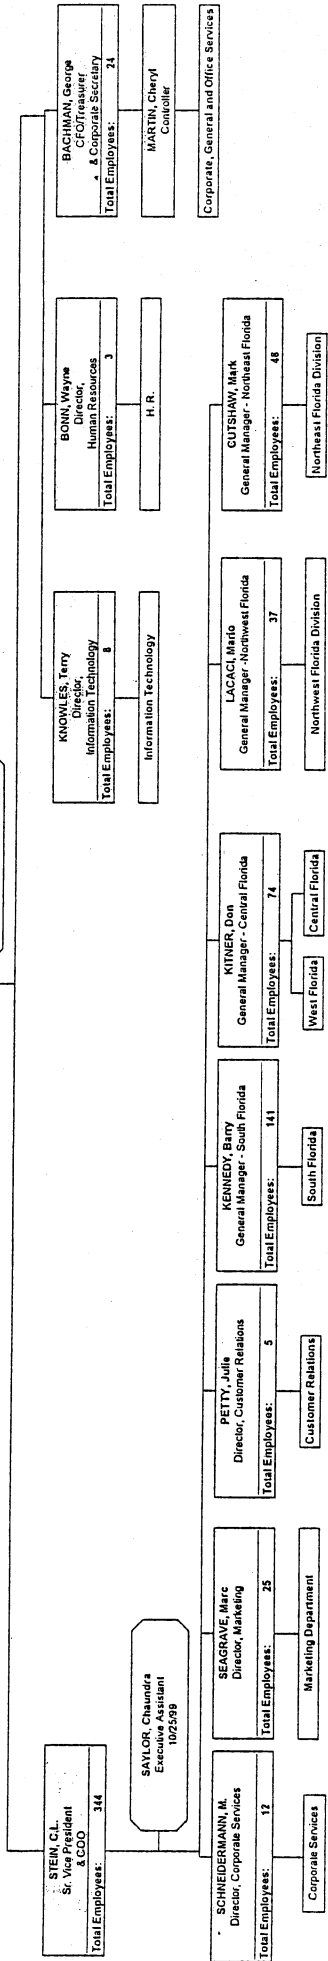 STEIN, C.L.
Sr. Vice President
& COO
Total Employees: 344
KNOWLES, Terry
Director,
Information Technology
Total Employees: 8
Information Technology
BONN, Wayne
Director,
Human Resources
Total Employees: 3
H. R.
BACHMAN, George
CFO/Treasurer
& Corporate Secretary
Total Employees: 24
MARTIN, Cheryl
Controller
Corporate, General and Office Services
SAYLOR, Chaundra
Executive Assistant
10/25/99
SCHNEIDERMANN, M.
Director, Corporate Services
Total Employees: 12
Corporate Services
SEAGRAVE, Marc
Director, Marketing
Total Employees: 25
Marketing Department
PETTY, Julie
Director, Customer Relations
Total Employees: 5
Customer Relations
KENNEDY, Barry
General Manager - South Florida
Total Employees: 141
South Florida
KITNER, Don
General Manager - Central Florida
Total Employees: 74
West Florida
Central Florida
LACACI, Mario
General Manager -Northwest Florida
Total Employees: 37
Northwest Florida Division
CUTSHAW, Mark
General Manager - Northeast Florida
Total Employees: 48
Northeast Florida Division